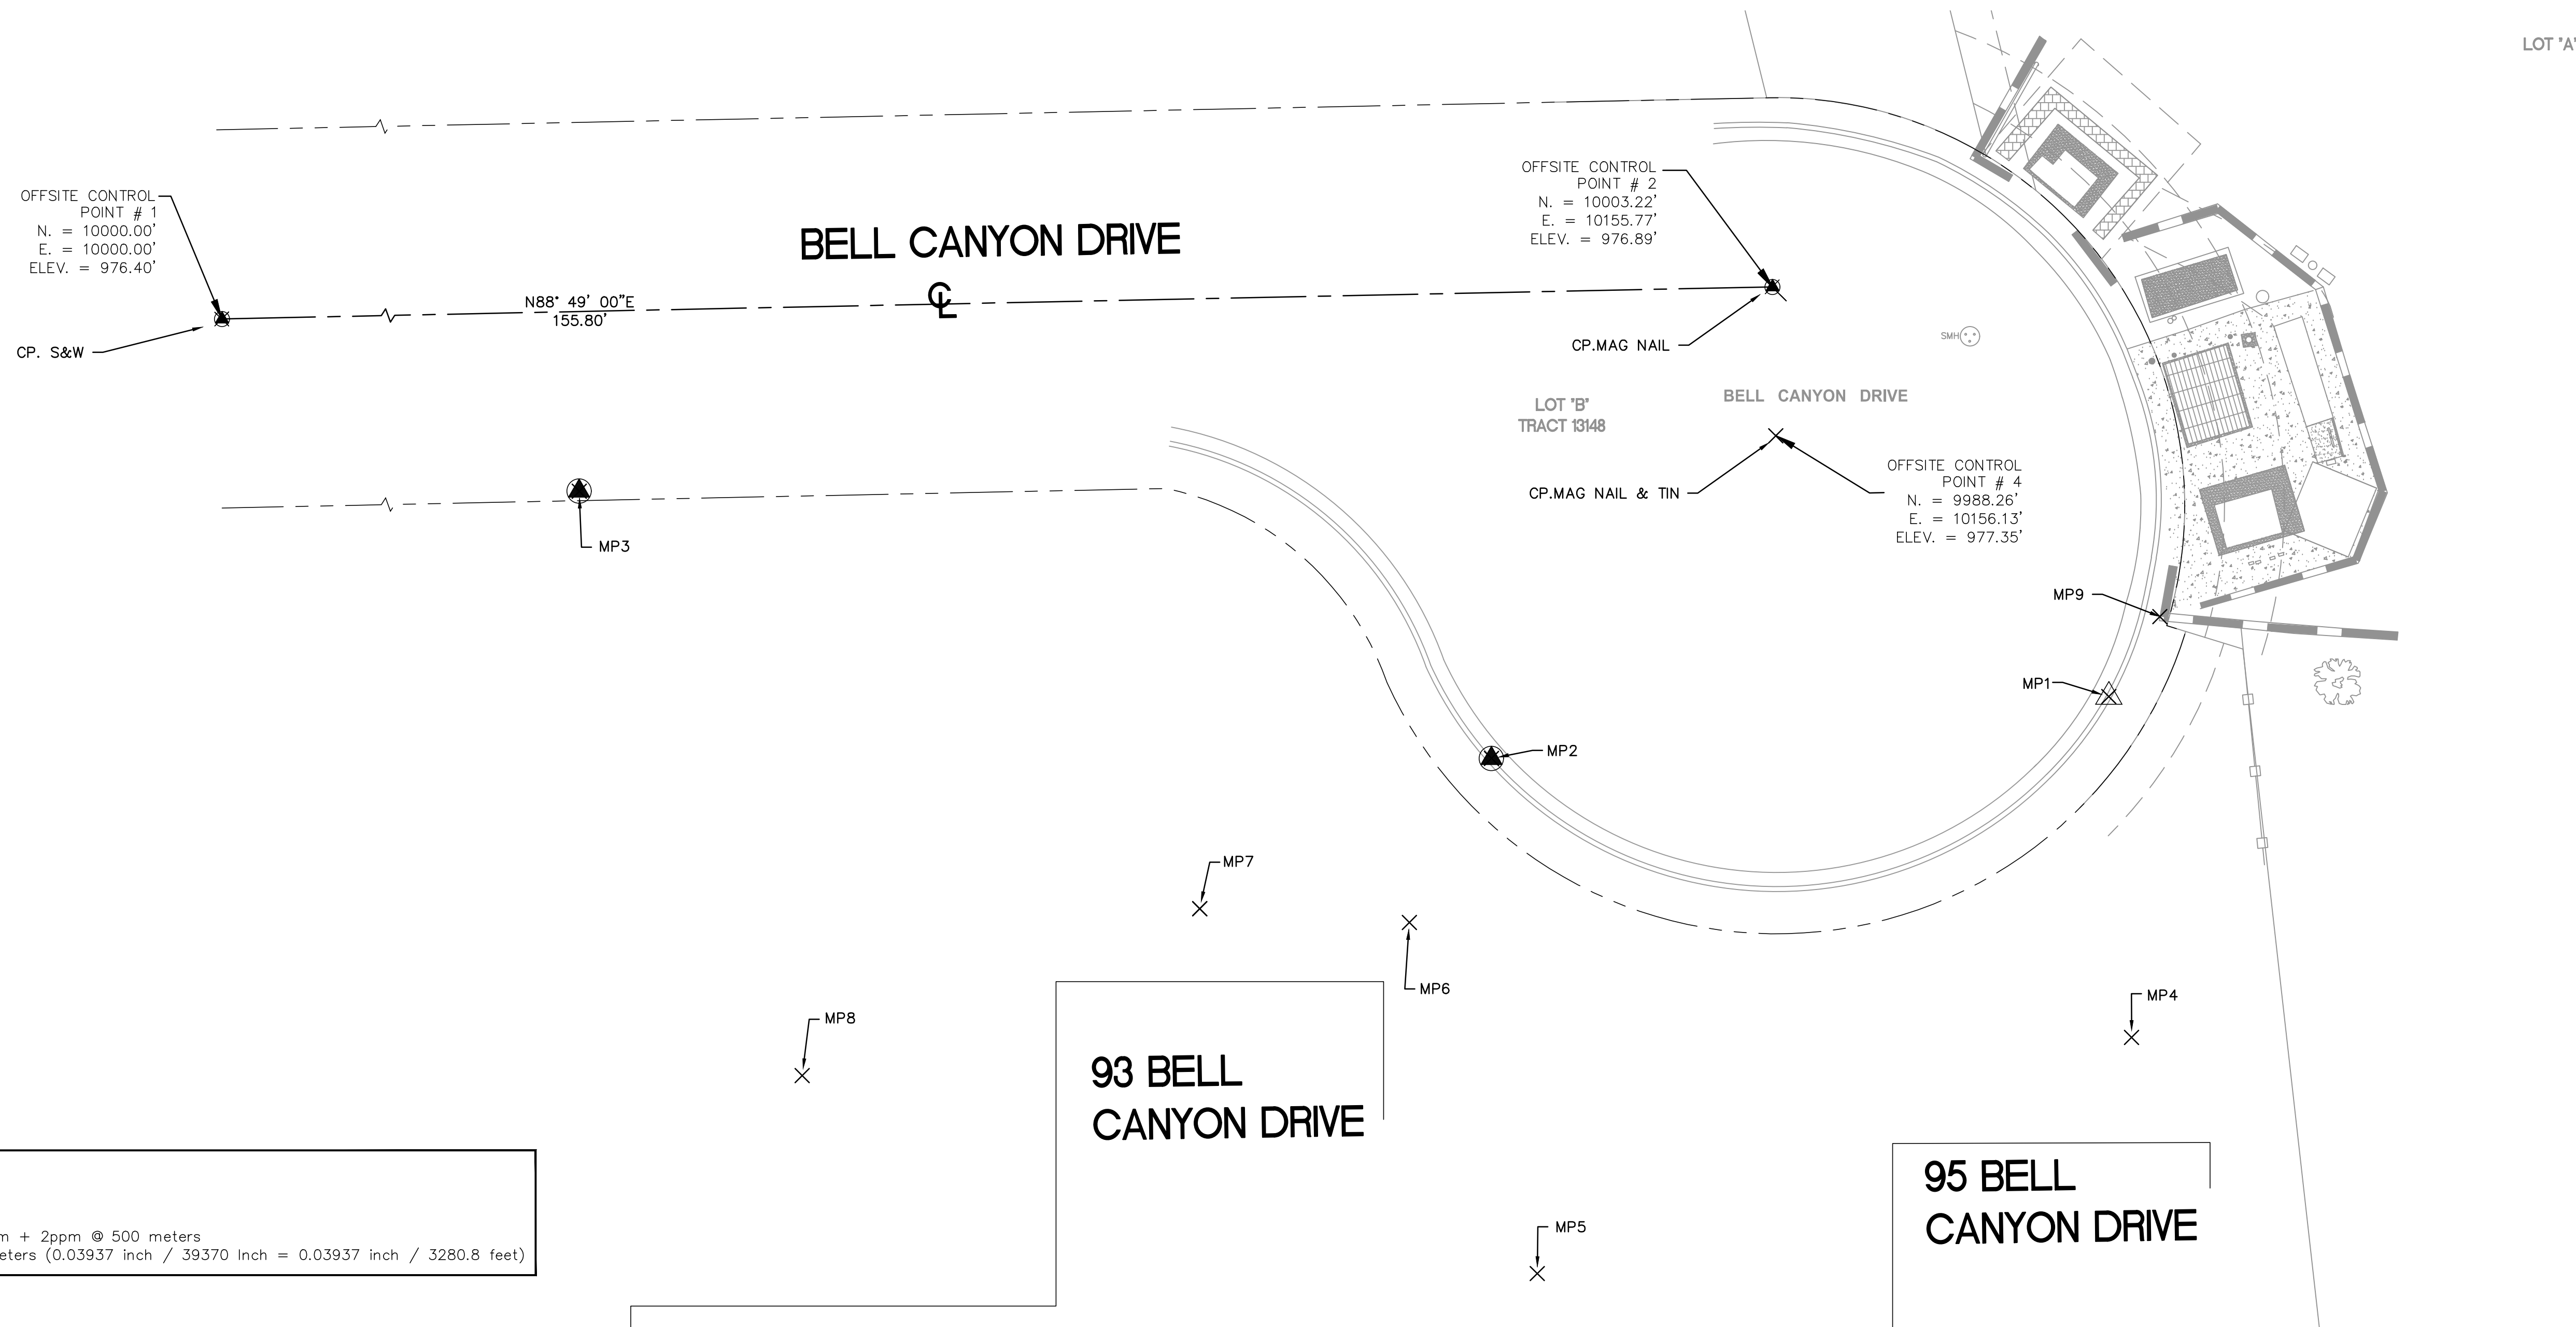 LOT "A"
OFFSITE CONTROL
POINT # 1
N. = 10000.00'
E. = 10000.00'
ELEV. = 976.40'
CP. S&W
BELL CANYON DRIVE
CL
N88° 49' 00"E
155.80'
OFFSITE CONTROL
POINT # 2
N. = 10003.22'
E. = 10155.77'
ELEV. = 976.89'
CP.MAG NAIL
SMH
LOT "B"
TRACT 13148
BELL CANYON DRIVE
CP.MAG NAIL & TIN
OFFSITE CONTROL
POINT # 4
N. = 9988.26'
E. = 10156.13'
ELEV. = 977.35'
MP3
MP9
MP1
MP2
MP7
MP6
MP8
MP4
93 BELL
CANYON DRIVE
95 BELL
CANYON DRIVE
MP5
m + 2ppm @ 500 meters
eters (0.03937 inch / 39370 Inch = 0.03937 inch / 3280.8 feet)